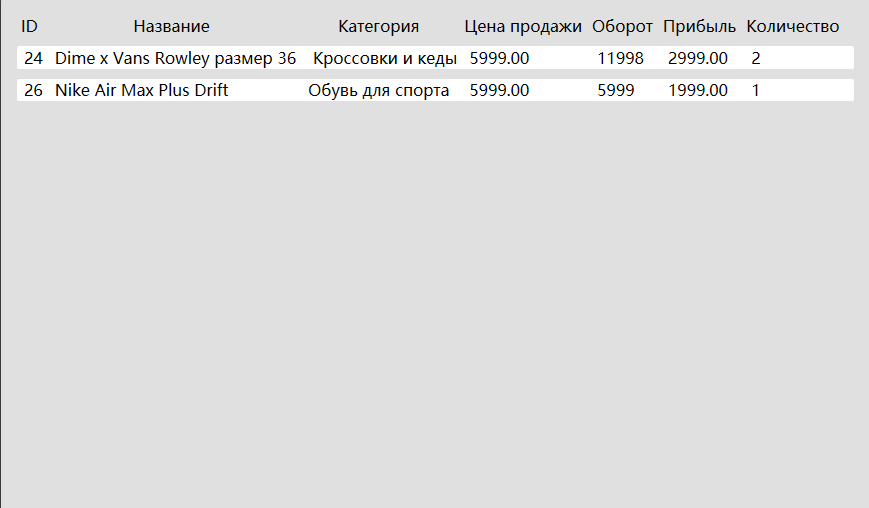 ID Название Категория Цена продажи Оборот Прибыль Количество
24 Dime x Vans Rowley размер 36 Кроссовки и кеды 5999.00 11998 2999.00 2
26 Nike Air Max Plus Drift Обувь для спорта 5999.00 5999 1999.00 1